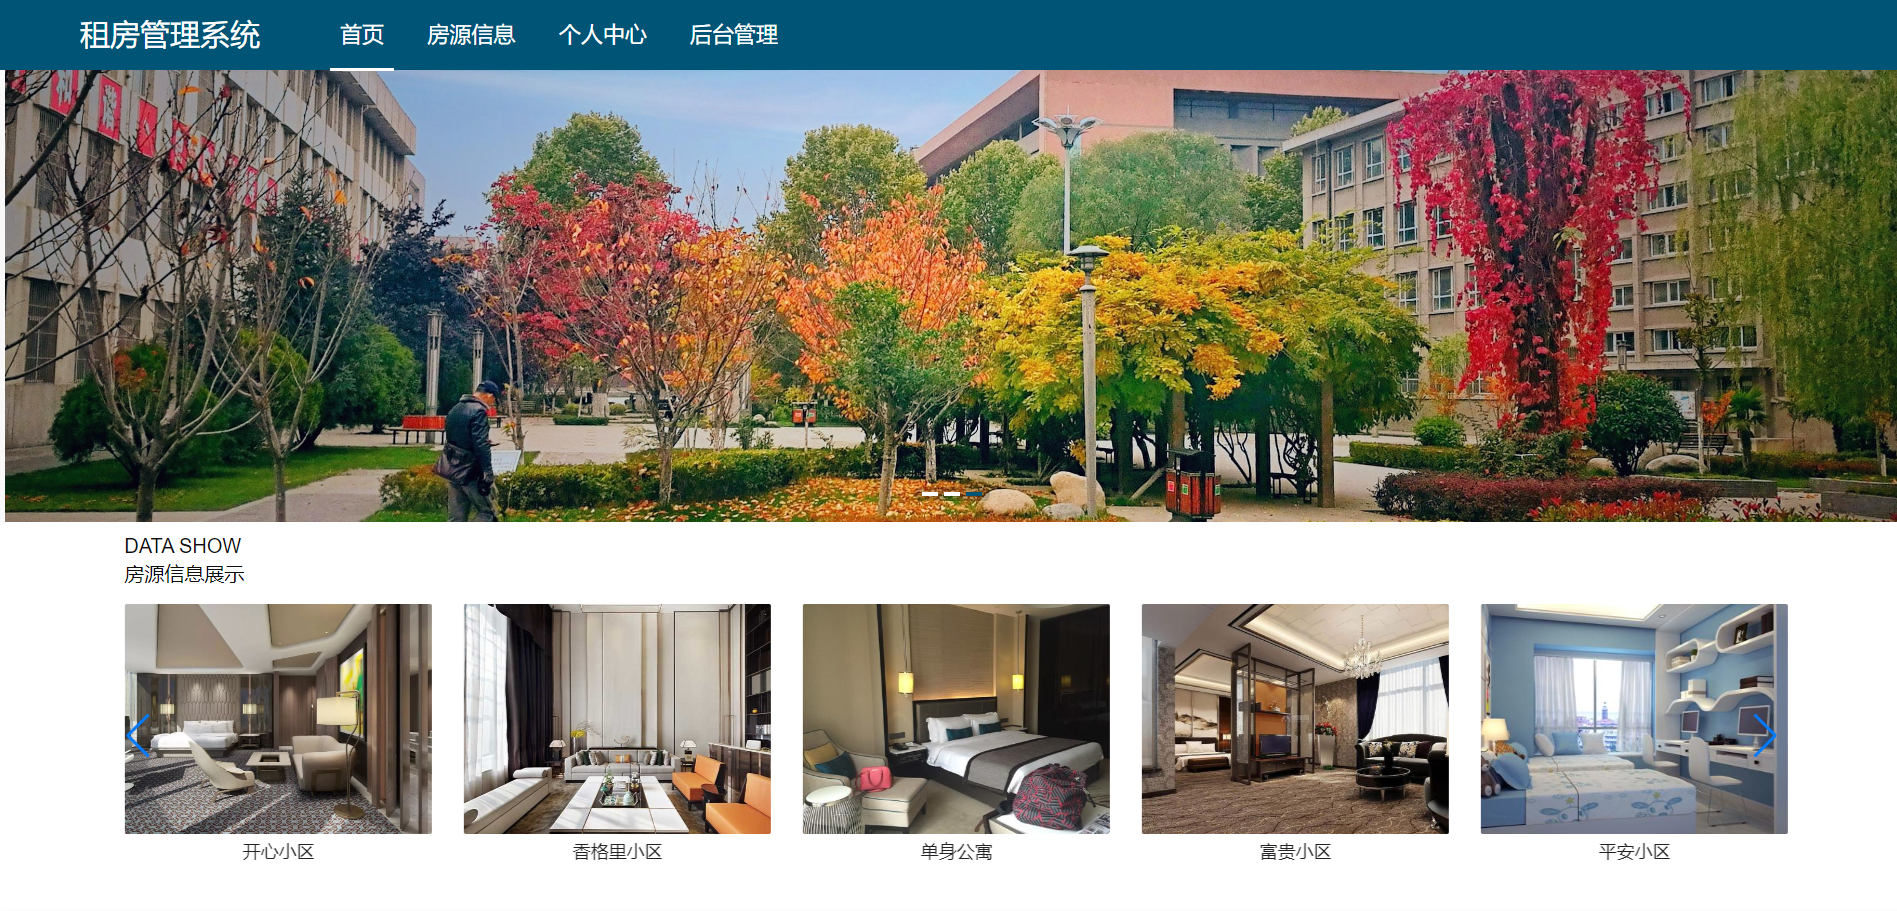 租房管理系统 首页 房源信息 个人中心 后台管理
DATA SHOW
房源信息展示
开心小区 香格里小区 单身公寓 富贵小区 平安小区